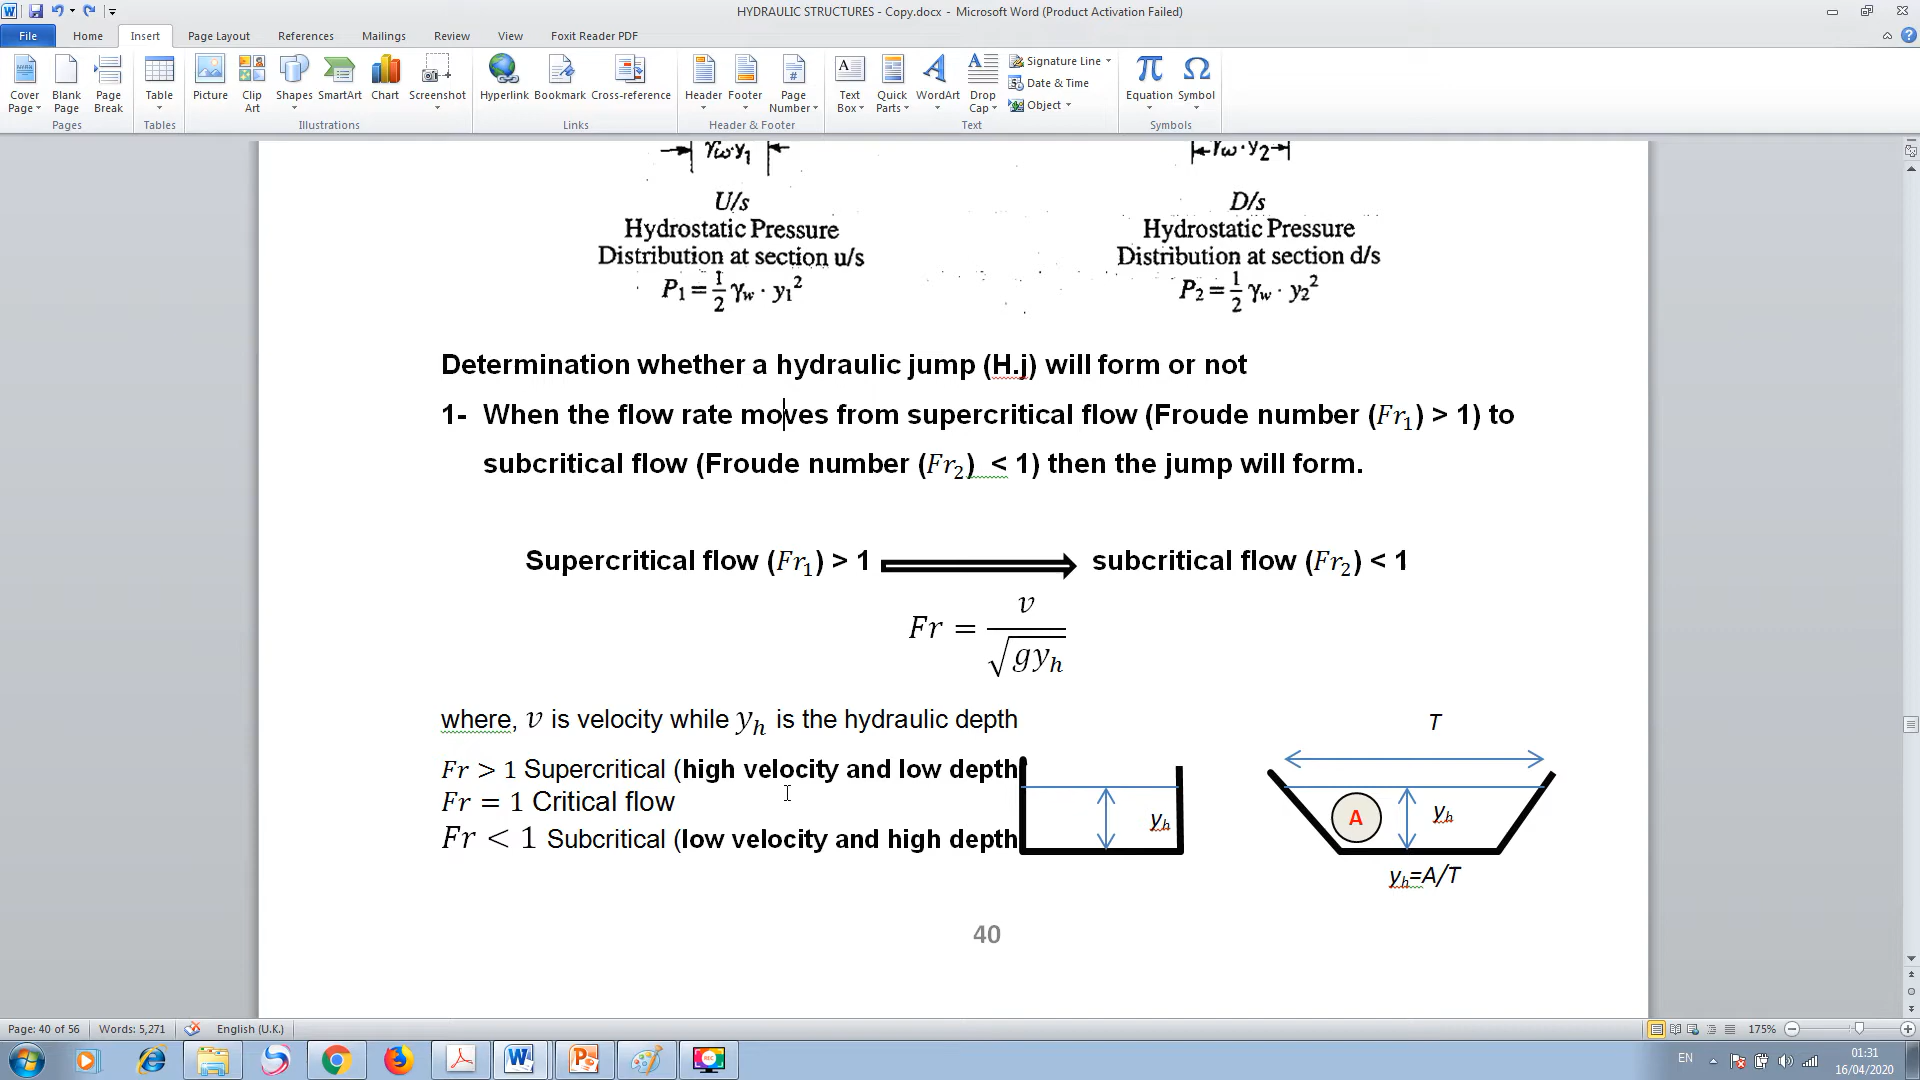 HYDRAULIC STRUCTURES - Copy.docx - Microsoft Word (Product Activation Failed)
File Home Insert Page Layout References Mailings Review View Foxit Reader PDF
Cover Page Blank Page Page Break Table Picture Clip Art Shapes SmartArt Chart Screenshot Hyperlink Bookmark Cross-reference Header Footer Page Number Text Box Quick Parts WordArt Drop Cap Signature Line Date & Time Object Equation Symbol
Pages Tables Illustrations Links Header & Footer Text Symbols
γω·y1 γω·y2
U/s D/s
Hydrostatic Pressure Hydrostatic Pressure
Distribution at section u/s Distribution at section d/s
P1 = 1/2 γw · y1² P2 = 1/2 γw · y2²
Determination whether a hydraulic jump (H.j) will form or not
1- When the flow rate moves from supercritical flow (Froude number (Fr1) > 1) to
subcritical flow (Froude number (Fr2) < 1) then the jump will form.
Supercritical flow (Fr1) > 1 subcritical flow (Fr2) < 1
Fr = v / √gyh
where, v is velocity while yh is the hydraulic depth
T
Fr > 1 Supercritical (high velocity and low depth
Fr = 1 Critical flow
Fr < 1 Subcritical (low velocity and high depth
yh
A yh
yh=A/T
40
Page: 40 of 56 Words: 5,271 English (U.K.) 175%
EN 01:31
16/04/2020